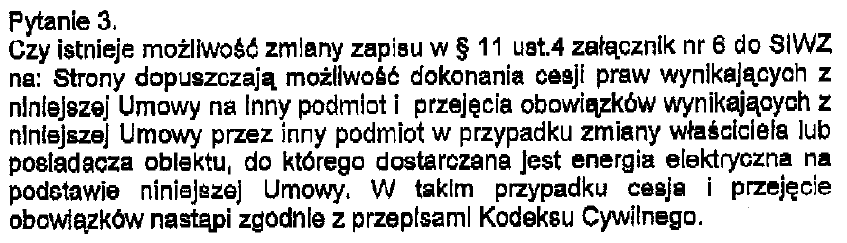 Pytanie 3.
Czy istnieje możliwość zmiany zapisu w § 11 ust.4 załącznik nr 6 do SIWZ
na: Strony dopuszczają możliwość dokonania cesji praw wynikających z
niniejszej Umowy na inny podmiot i przejęcia obowiązków wynikających z
niniejszej Umowy przez inny podmiot w przypadku zmiany właściciela lub
posiadacza obiektu, do którego dostarczana jest energia elektryczna na
podstawie niniejszej Umowy. W takim przypadku cesja i przejęcie
obowiązków nastąpi zgodnie z przepisami Kodeksu Cywilnego.